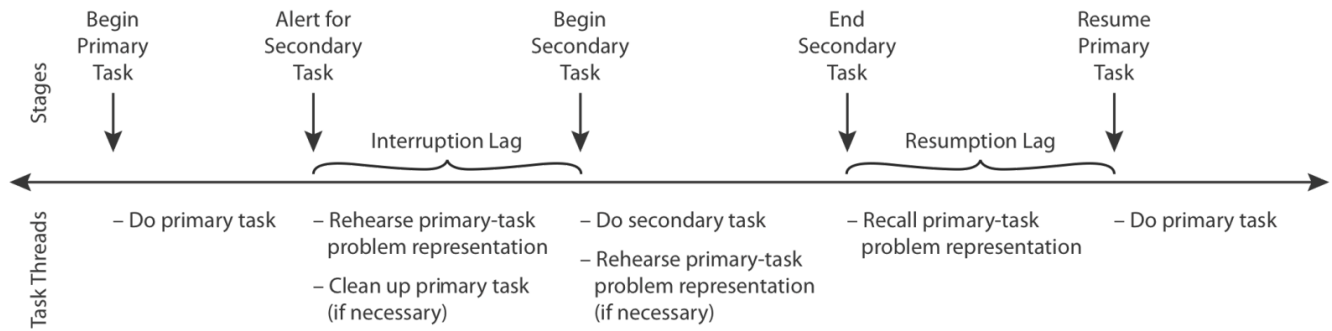 Stages
Begin
Primary
Task
Alert for
Secondary
Task
Begin
Secondary
Task
End
Secondary
Task
Resume
Primary
Task
Interruption Lag
Resumption Lag
Task Threads
– Do primary task
– Rehearse primary-task
problem representation
– Clean up primary task
(if necessary)
– Do secondary task
– Rehearse primary-task
problem representation
(if necessary)
– Recall primary-task
problem representation
– Do primary task